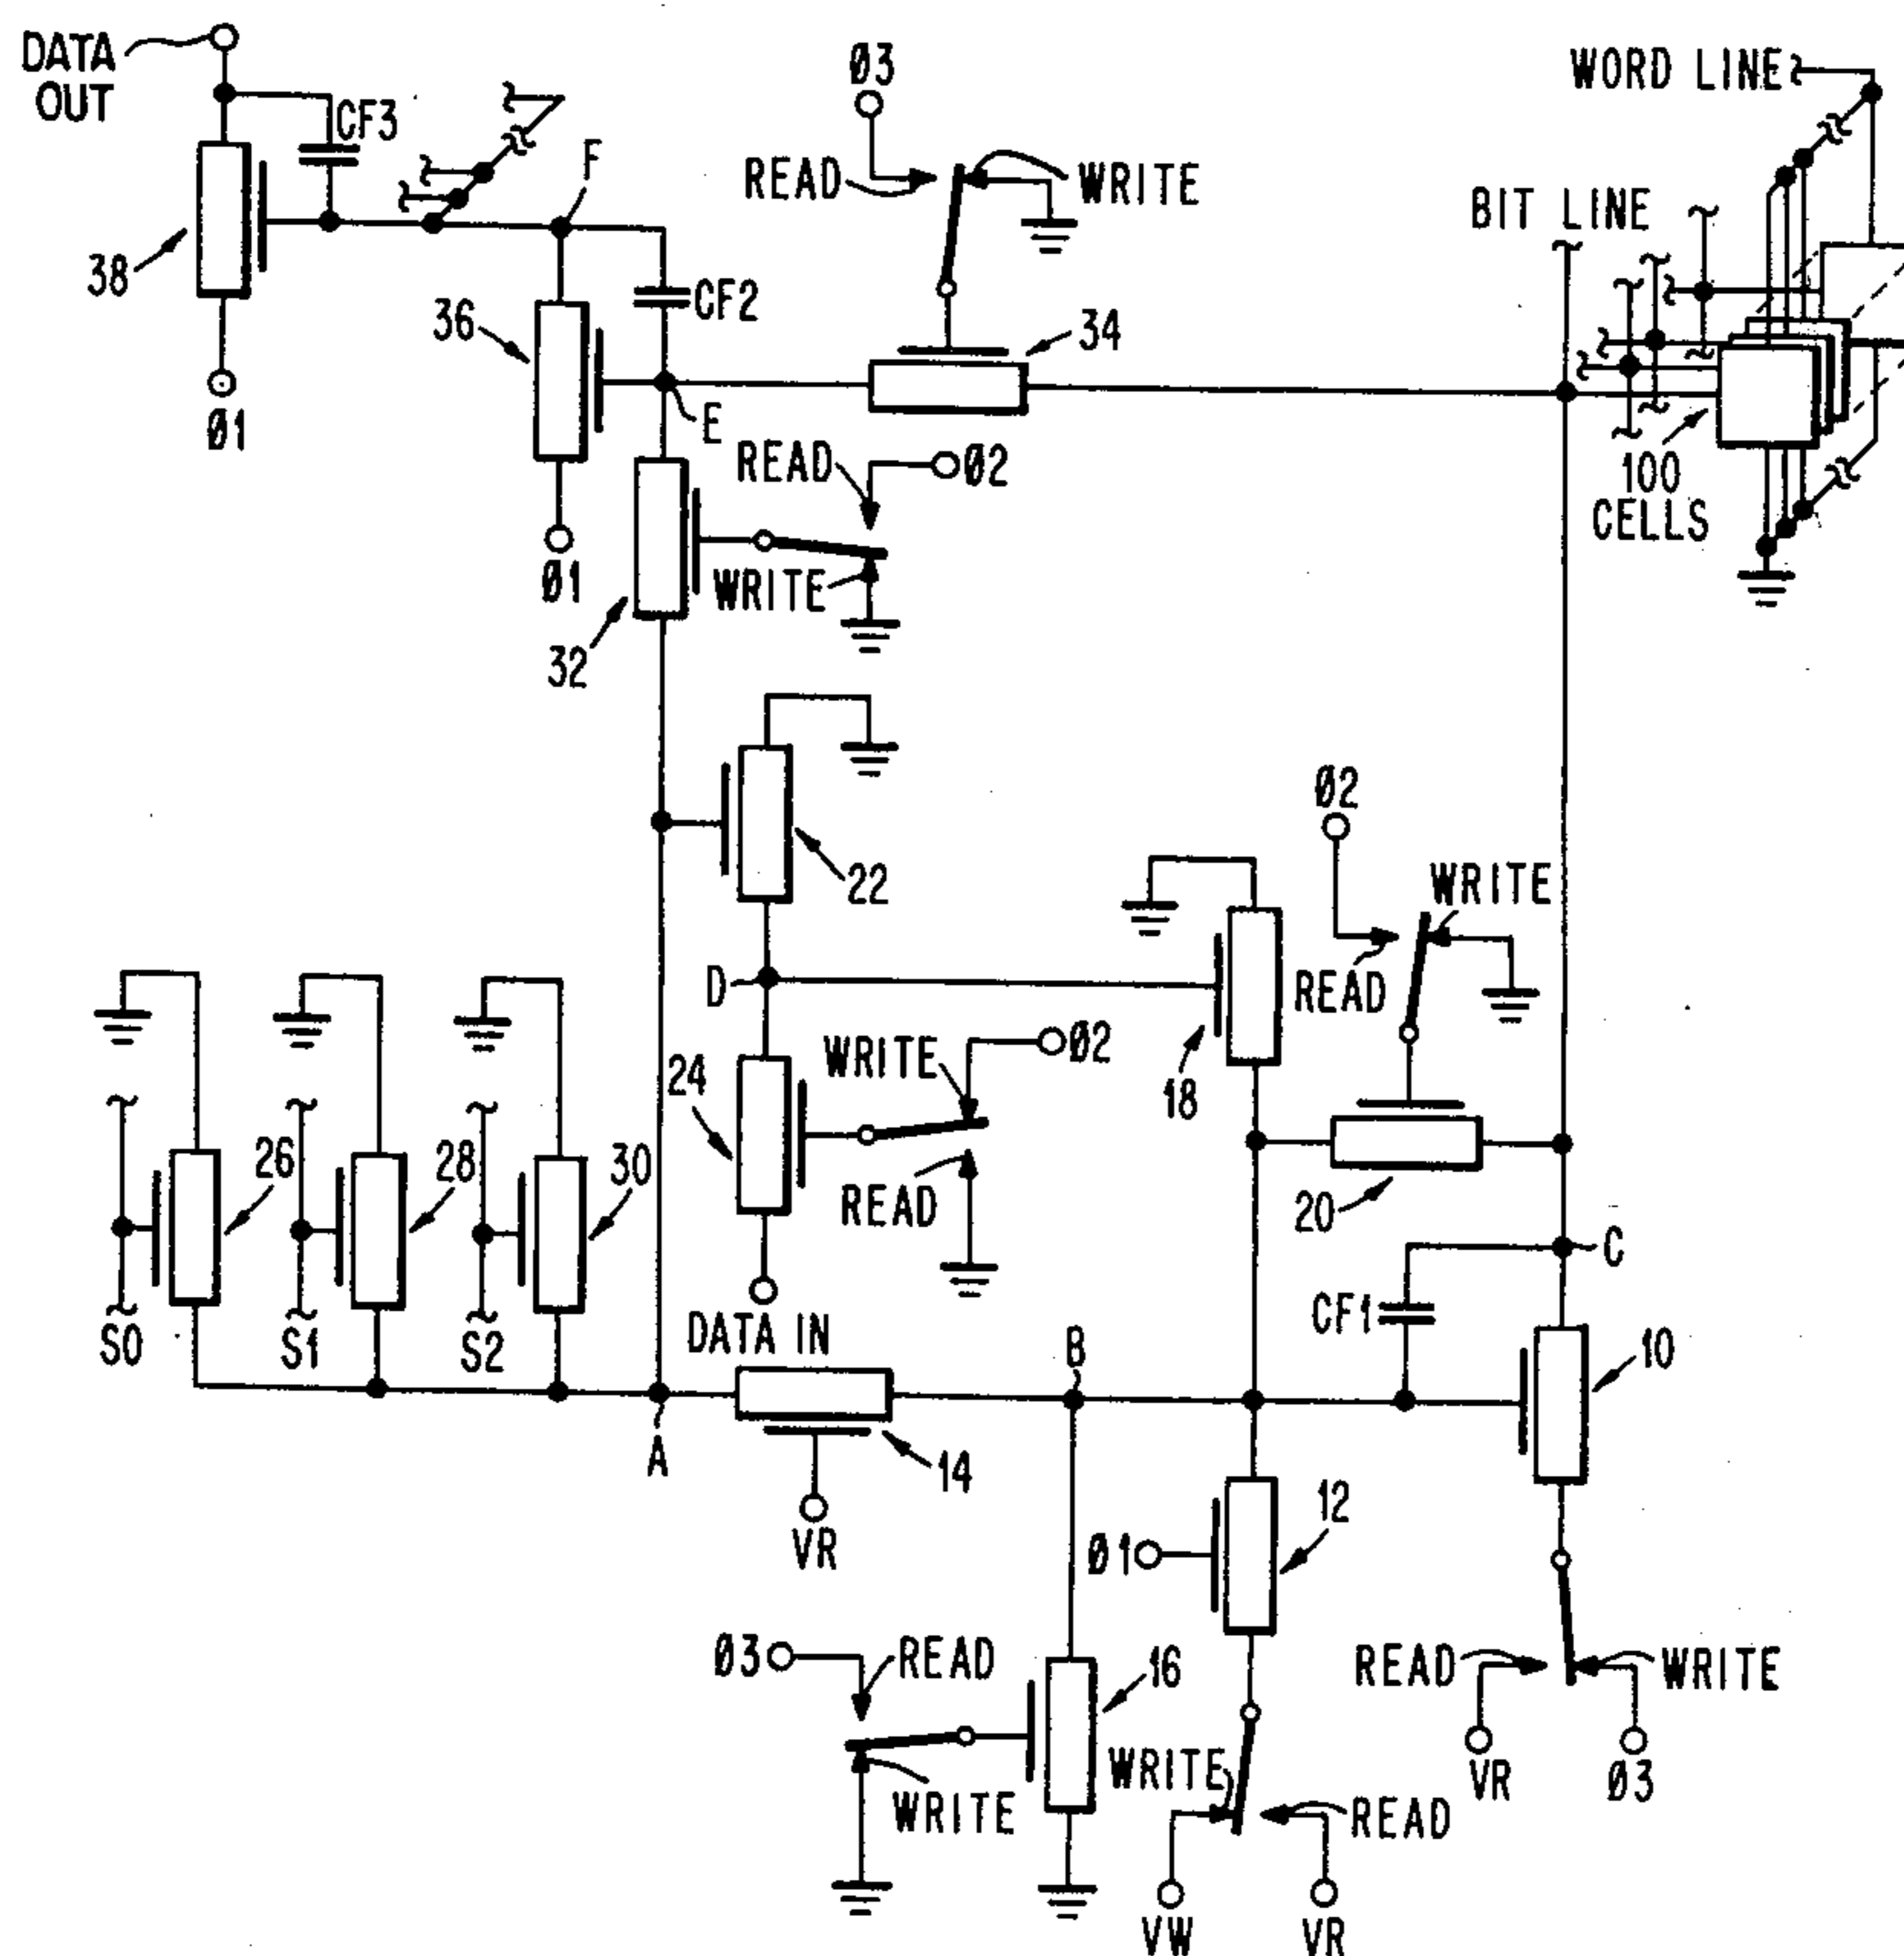 DATA
OUT
CF3
Ø3
WORD LINE
READ
WRITE
F
BIT LINE
38
Ø1
36
CF2
34
E
READ
Ø2
100
CELLS
Ø1
WRITE
32
22
Ø2
WRITE
D
READ
24
WRITE
Ø2
18
26
28
30
READ
20
C
S0
S1
S2
DATA IN
B
CF1
10
A
14
12
VR
Ø1
Ø3
READ
16
READ
WRITE
WRITE
WRITE
READ
VR
Ø3
VW
VR